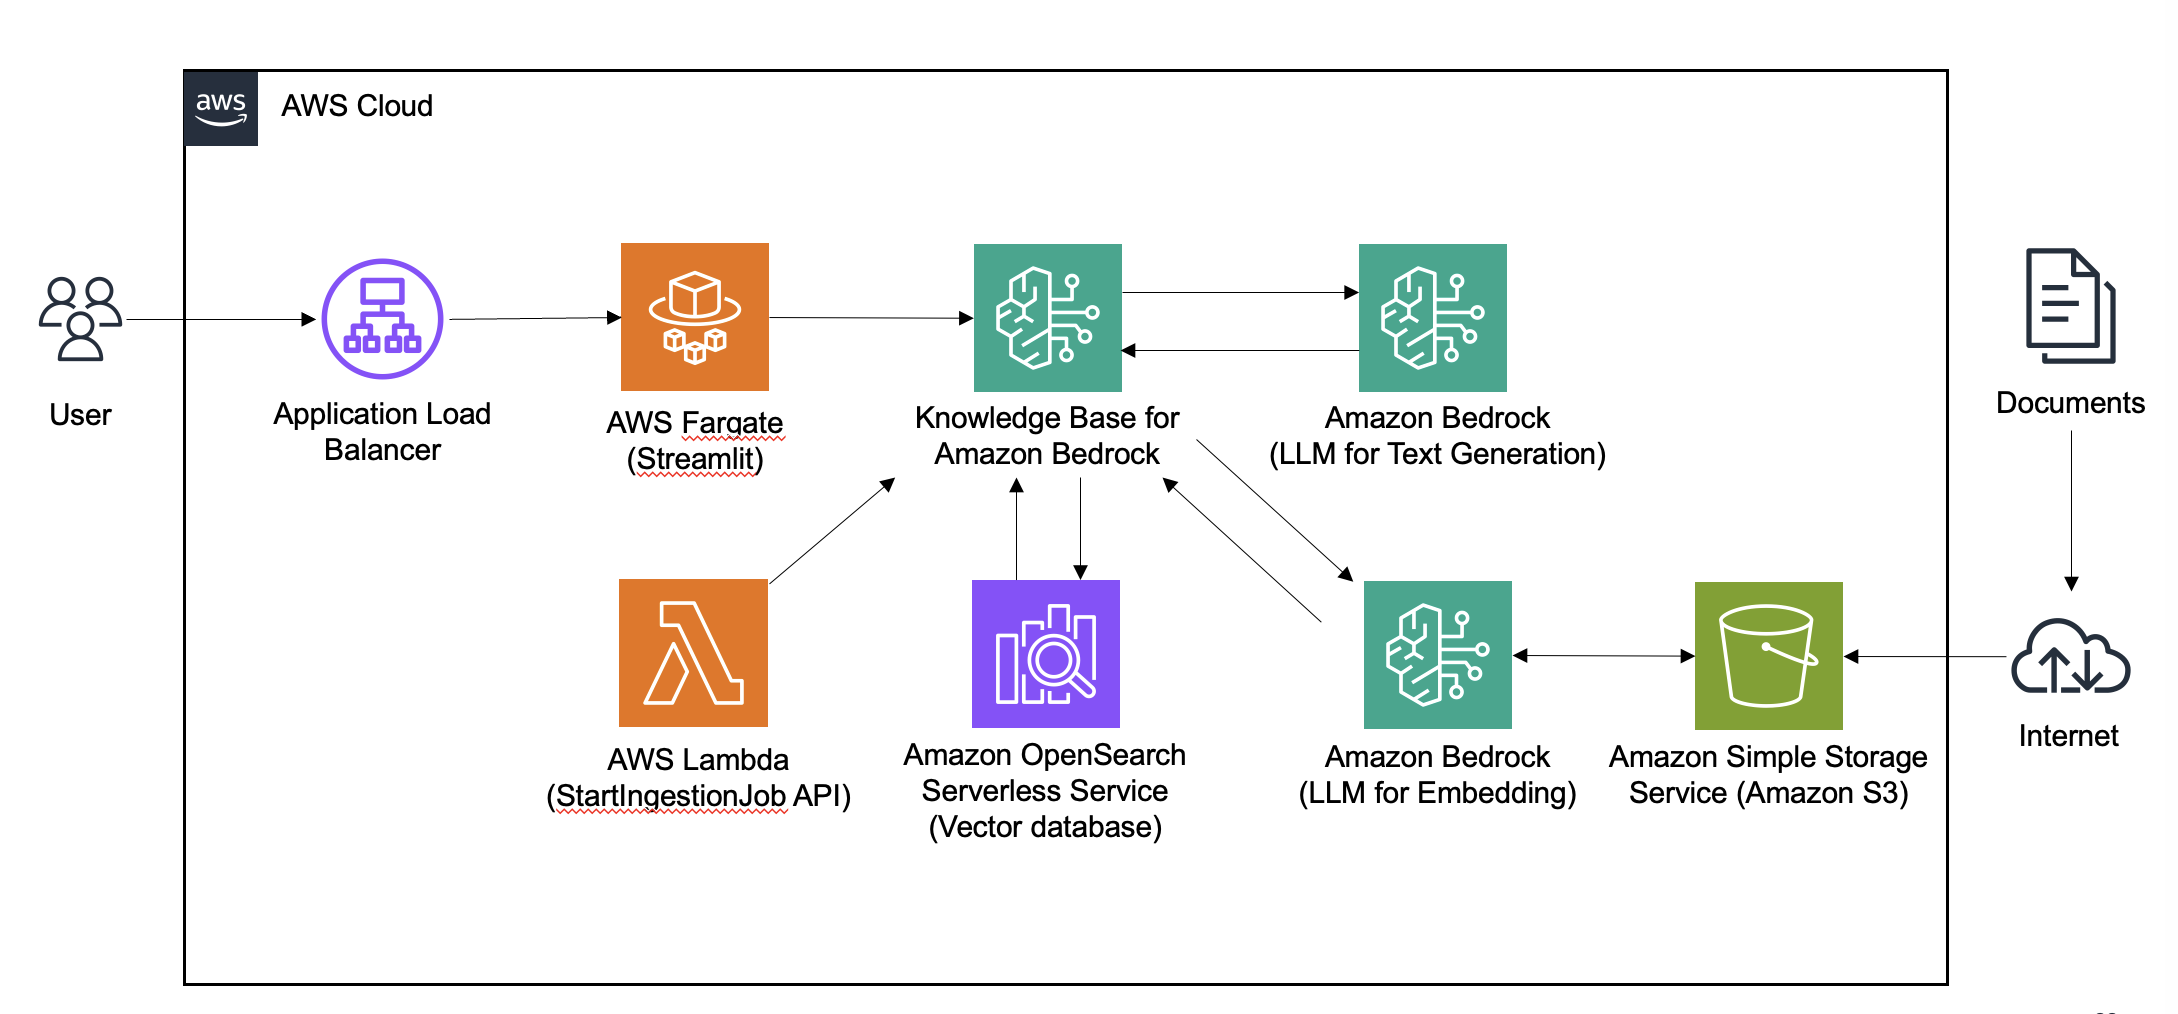 aws
AWS Cloud
User
Application Load
Balancer
AWS Fargate
(Streamlit)
Knowledge Base for
Amazon Bedrock
Amazon Bedrock
(LLM for Text Generation)
Documents
AWS Lambda
(StartIngestionJob API)
Amazon OpenSearch
Serverless Service
(Vector database)
Amazon Bedrock
(LLM for Embedding)
Amazon Simple Storage
Service (Amazon S3)
Internet